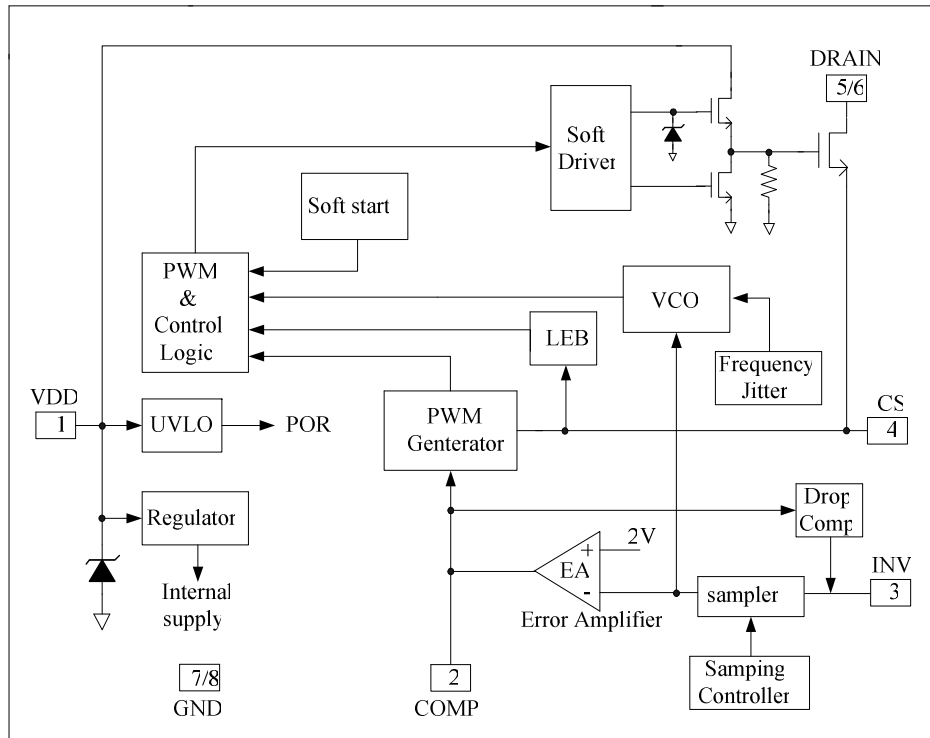 DRAIN
5/6
Soft
Driver
Soft start
PWM
&
Control
Logic
VCO
LEB
Frequency
Jitter
VDD
1
UVLO
POR
PWM
Genterator
CS
4
Regulator
Drop
Comp
2V
+
EA
-
Error Amplifier
sampler
INV
3
Internal
supply
Samping
Controller
7/8
GND
2
COMP